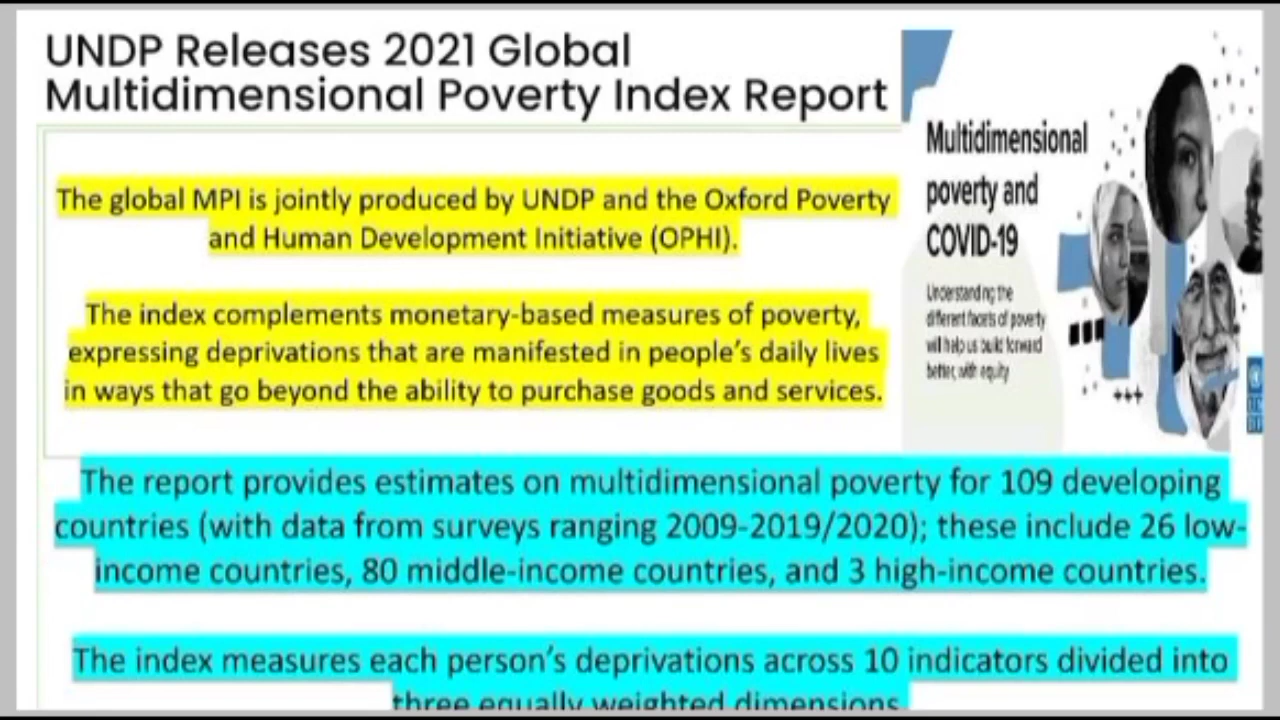 UNDP Releases 2021 Global
Multidimensional Poverty Index Report
The global MPI is jointly produced by UNDP and the Oxford Poverty
and Human Development Initiative (OPHI).
The index complements monetary-based measures of poverty,
expressing deprivations that are manifested in people's daily lives
in ways that go beyond the ability to purchase goods and services.
Multidimensional
poverty and
COVID-19
Understanding the
different facets of poverty
will help us build forward
better, with equity
The report provides estimates on multidimensional poverty for 109 developing
countries (with data from surveys ranging 2009-2019/2020); these include 26 low-
income countries, 80 middle-income countries, and 3 high-income countries.
The index measures each person's deprivations across 10 indicators divided into
three equally weighted dimensions